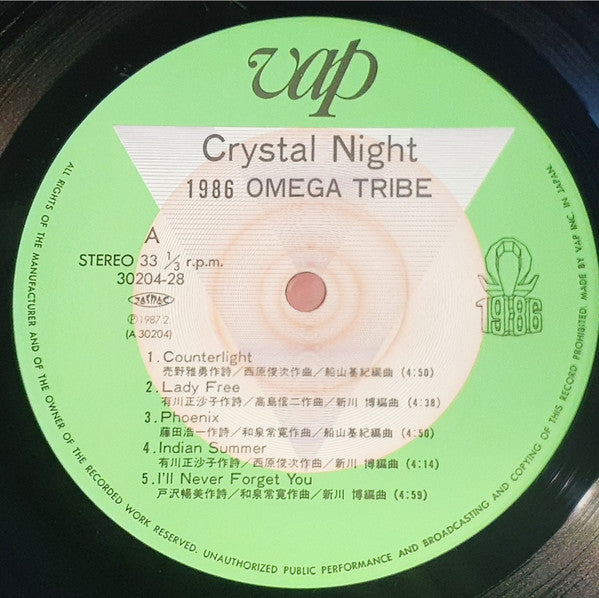 vap
Crystal Night
1986 OMEGA TRIBE
A
STEREO 33 1/3 r.p.m.
30204-28
JASRAC
Ⓟ1987.2.
(A 30204)
1986
1. Counterlight
売野雅勇作詩/西原俊次作曲/船山基紀編曲 (4:50)
2. Lady Free
有川正沙子作詩/高島信二作曲/新川 博編曲 (4:38)
3. Phoenix
藤田浩一作詩/和泉常寛作曲/船山基紀編曲 (4:50)
4. Indian Summer
有川正沙子作詩/西原俊次作曲/新川 博編曲 (4:14)
5. I'll Never Forget You
戸沢暢美作詩/和泉常寛作曲/新川 博編曲 (4:59)
ALL RIGHTS OF THE MANUFACTURER AND OF THE OWNER OF THE RECORDED WORK RESERVED. UNAUTHORIZED PUBLIC PERFORMANCE AND BROADCASTING AND COPYING OF THIS RECORD PROHIBITED. MADE BY VAP INC. IN JAPAN.